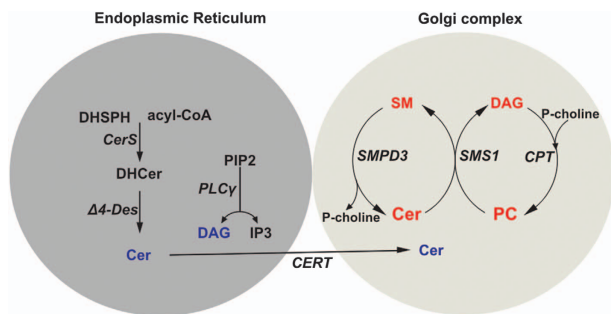 Endoplasmic Reticulum
Golgi complex
DHSPH acyl-CoA
CerS
DHCer
Δ4-Des
Cer
PIP2
PLCγ
DAG IP3
CERT
SM
DAG
P-choline
SMPD3
SMS1
CPT
P-choline
Cer
PC
Cer